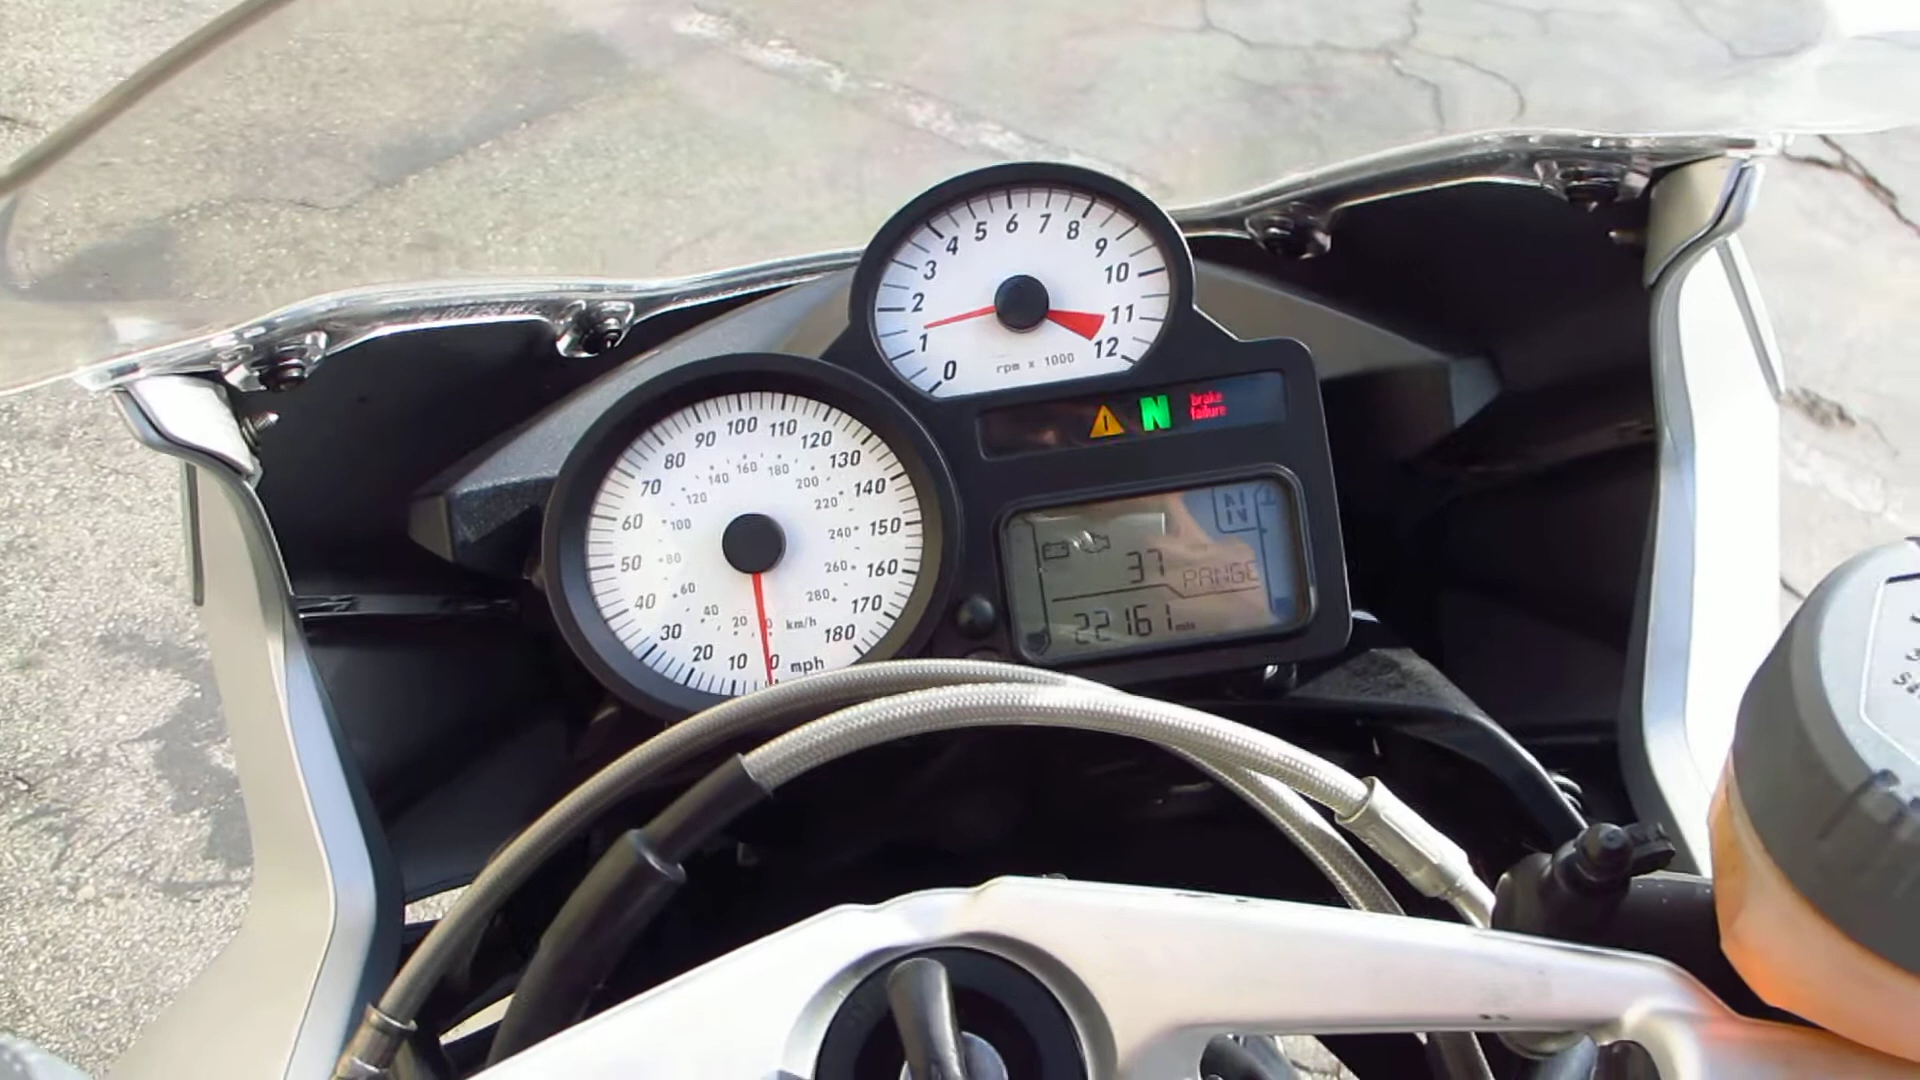 0 1 2 3 4 5 6 7 8 9 10 11 12
rpm x 1000
N
brake
failure
0 10 20 30 40 50 60 70 80 90 100 110 120 130 140 150 160 170 180
mph
0 20 40 60 80 100 120 140 160 180 200 220 240 260 280
km/h
N
37 RANGE
22161 mls